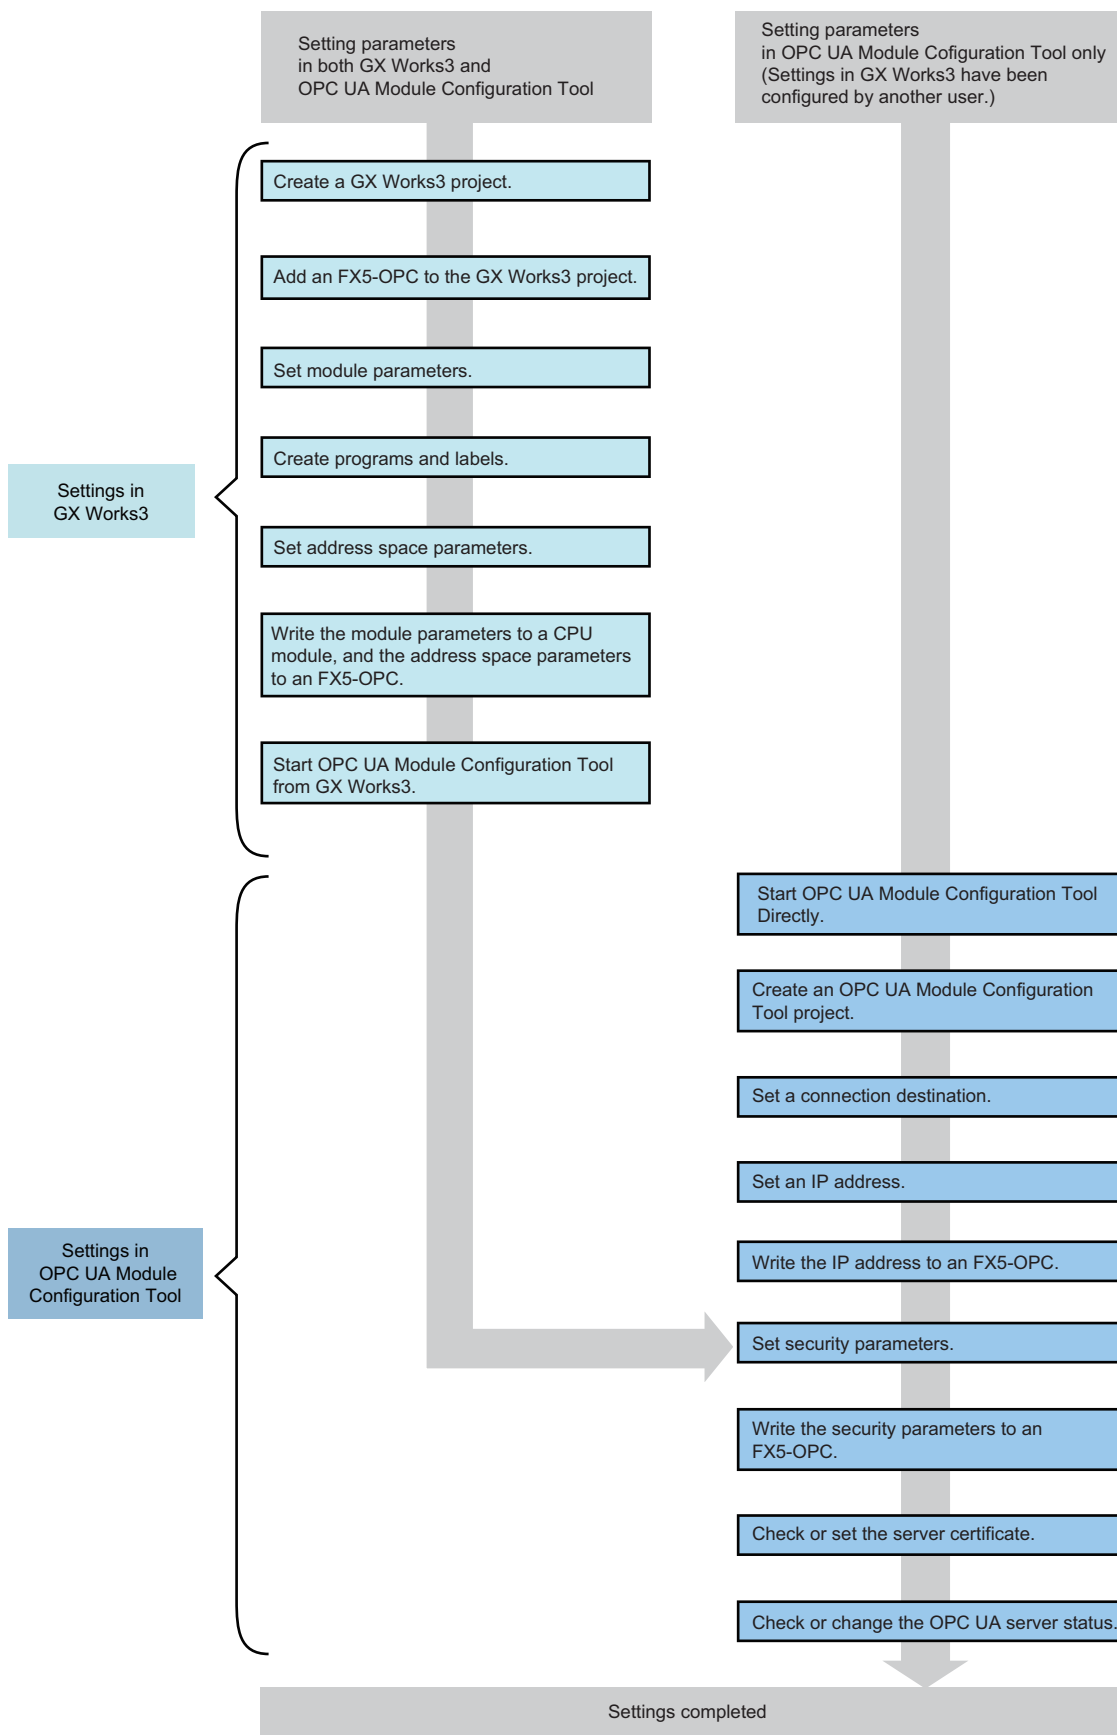 Setting parameters
in both GX Works3 and
OPC UA Module Configuration Tool
Setting parameters
in OPC UA Module Cofiguration Tool only
(Settings in GX Works3 have been
configured by another user.)
Create a GX Works3 project.
Add an FX5-OPC to the GX Works3 project.
Set module parameters.
Create programs and labels.
Settings in
GX Works3
Set address space parameters.
Write the module parameters to a CPU
module, and the address space parameters
to an FX5-OPC.
Start OPC UA Module Configuration Tool
from GX Works3.
Start OPC UA Module Configuration Tool
Directly.
Create an OPC UA Module Configuration
Tool project.
Set a connection destination.
Set an IP address.
Settings in
OPC UA Module
Configuration Tool
Write the IP address to an FX5-OPC.
Set security parameters.
Write the security parameters to an
FX5-OPC.
Check or set the server certificate.
Check or change the OPC UA server status.
Settings completed